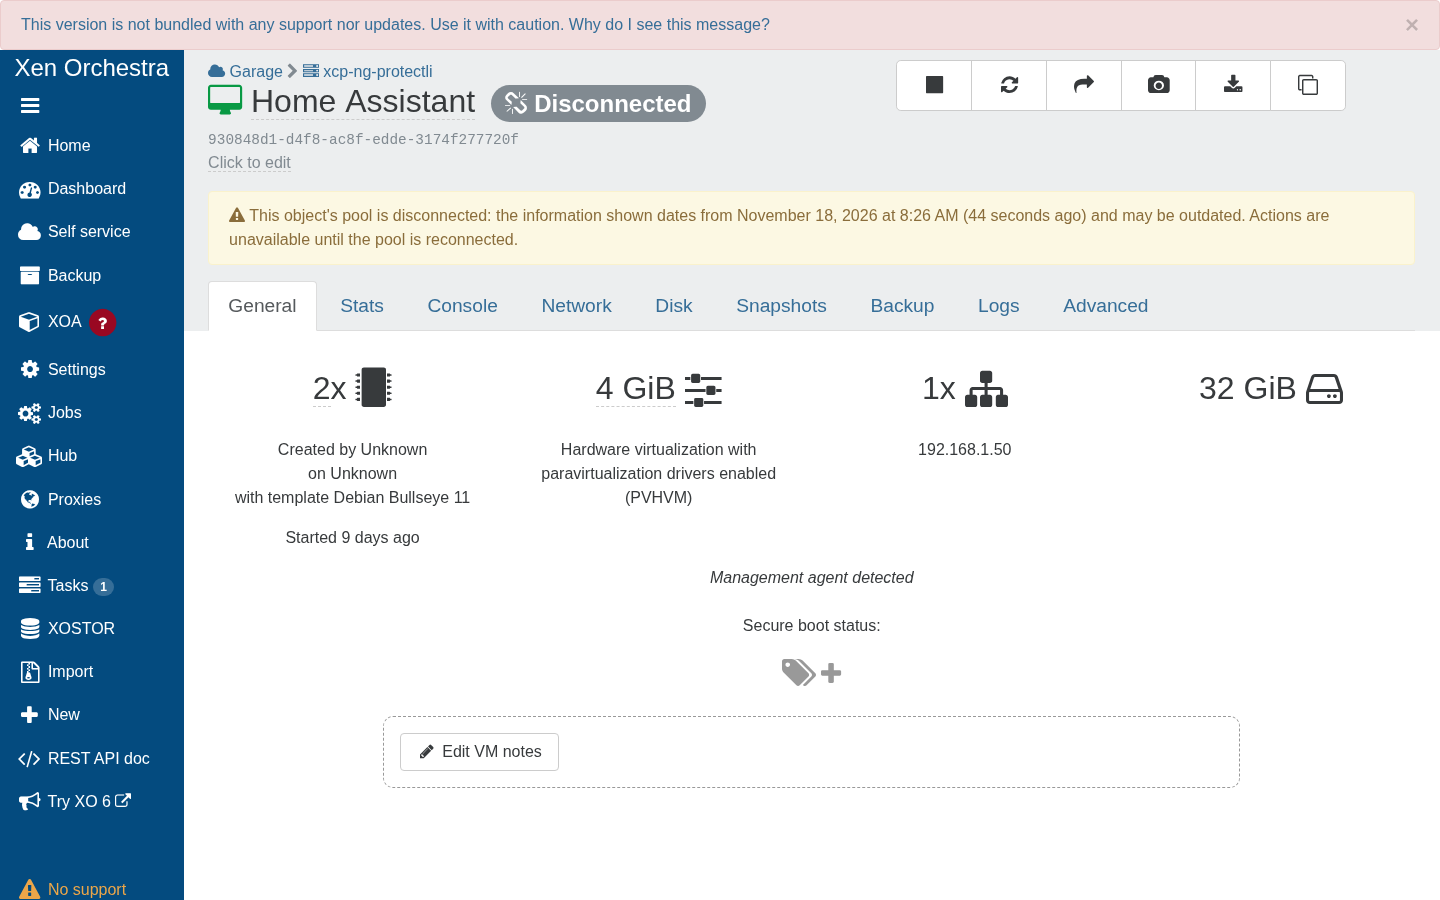 This version is not bundled with any support nor updates. Use it with caution. Why do I see this message?
×
Xen Orchestra
Home
Dashboard
Self service
Backup
XOA ?
Settings
Jobs
Hub
Proxies
About
Tasks 1
XOSTOR
Import
New
REST API doc
Try XO 6
No support
Garage xcp-ng-protectli
Home Assistant Disconnected
930848d1-d4f8-ac8f-edde-3174f277720f
Click to edit
This object's pool is disconnected: the information shown dates from November 18, 2026 at 8:26 AM (44 seconds ago) and may be outdated. Actions are
unavailable until the pool is reconnected.
General Stats Console Network Disk Snapshots Backup Logs Advanced
2x 4 GiB 1x 32 GiB
Created by Unknown
on Unknown
with template Debian Bullseye 11
Started 9 days ago
Hardware virtualization with
paravirtualization drivers enabled
(PVHVM)
192.168.1.50
Management agent detected
Secure boot status:
Edit VM notes